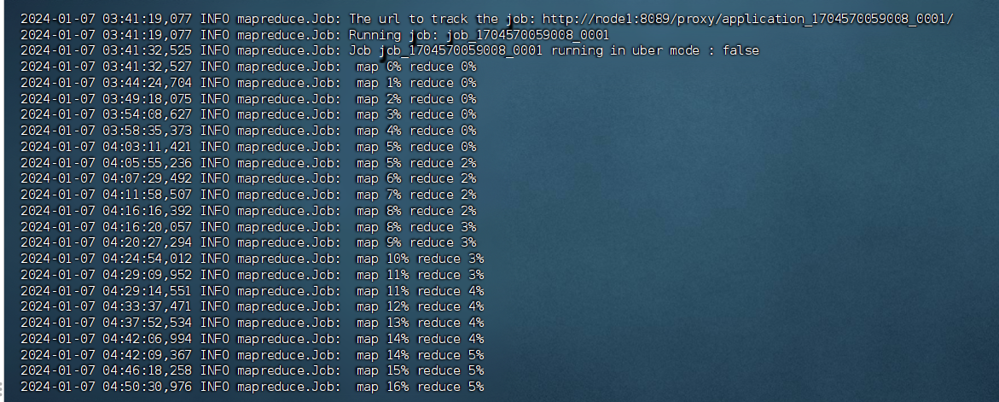 2024-01-07 03:41:19,077 INFO mapreduce.Job: The url to track the job: http://node1:8089/proxy/application_1704570059008_0001/
2024-01-07 03:41:19,077 INFO mapreduce.Job: Running job: job_1704570059008_0001
2024-01-07 03:41:32,525 INFO mapreduce.Job: Job job_1704570059008_0001 running in uber mode : false
2024-01-07 03:41:32,527 INFO mapreduce.Job:  map 0% reduce 0%
2024-01-07 03:44:24,704 INFO mapreduce.Job:  map 1% reduce 0%
2024-01-07 03:49:18,075 INFO mapreduce.Job:  map 2% reduce 0%
2024-01-07 03:54:08,627 INFO mapreduce.Job:  map 3% reduce 0%
2024-01-07 03:58:35,373 INFO mapreduce.Job:  map 4% reduce 0%
2024-01-07 04:03:11,421 INFO mapreduce.Job:  map 5% reduce 0%
2024-01-07 04:05:55,236 INFO mapreduce.Job:  map 5% reduce 2%
2024-01-07 04:07:29,492 INFO mapreduce.Job:  map 6% reduce 2%
2024-01-07 04:11:58,507 INFO mapreduce.Job:  map 7% reduce 2%
2024-01-07 04:16:16,392 INFO mapreduce.Job:  map 8% reduce 2%
2024-01-07 04:16:20,057 INFO mapreduce.Job:  map 8% reduce 3%
2024-01-07 04:20:27,294 INFO mapreduce.Job:  map 9% reduce 3%
2024-01-07 04:24:54,012 INFO mapreduce.Job:  map 10% reduce 3%
2024-01-07 04:29:09,952 INFO mapreduce.Job:  map 11% reduce 3%
2024-01-07 04:29:14,551 INFO mapreduce.Job:  map 11% reduce 4%
2024-01-07 04:33:37,471 INFO mapreduce.Job:  map 12% reduce 4%
2024-01-07 04:37:52,534 INFO mapreduce.Job:  map 13% reduce 4%
2024-01-07 04:42:06,994 INFO mapreduce.Job:  map 14% reduce 4%
2024-01-07 04:42:09,367 INFO mapreduce.Job:  map 14% reduce 5%
2024-01-07 04:46:18,258 INFO mapreduce.Job:  map 15% reduce 5%
2024-01-07 04:50:30,976 INFO mapreduce.Job:  map 16% reduce 5%